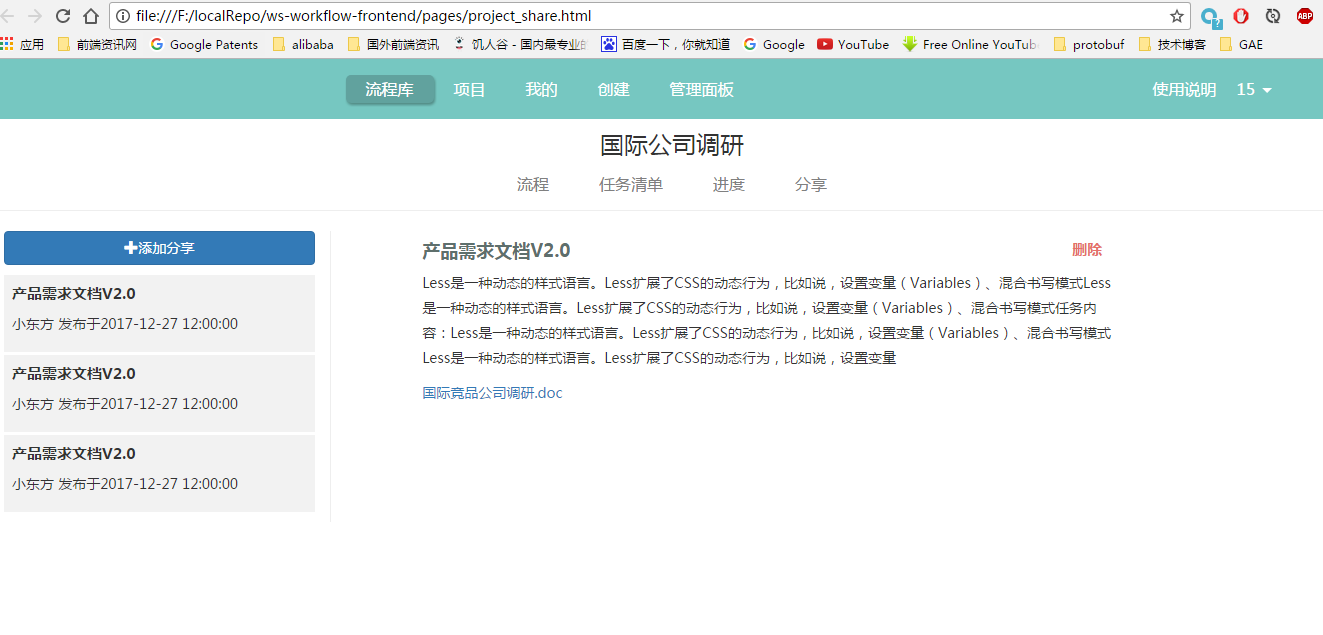 file:///F:/localRepo/ws-workflow-frontend/pages/project_share.html
ABP
应用 前端资讯网 Google Patents alibaba 国外前端资讯 饥人谷 - 国内最专业 百度一下，你就知道 Google YouTube Free Online YouTub protobuf 技术博客 GAE
流程库 项目 我的 创建 管理面板 使用说明 15
国际公司调研
流程 任务清单 进度 分享
添加分享
产品需求文档V2.0
小东方 发布于2017-12-27 12:00:00
产品需求文档V2.0
小东方 发布于2017-12-27 12:00:00
产品需求文档V2.0
小东方 发布于2017-12-27 12:00:00
产品需求文档V2.0 删除
Less是一种动态的样式语言。Less扩展了CSS的动态行为，比如说，设置变量（Variables）、混合书写模式Less
是一种动态的样式语言。Less扩展了CSS的动态行为，比如说，设置变量（Variables）、混合书写模式任务内
容：Less是一种动态的样式语言。Less扩展了CSS的动态行为，比如说，设置变量（Variables）、混合书写模式
Less是一种动态的样式语言。Less扩展了CSS的动态行为，比如说，设置变量
国际竞品公司调研.doc